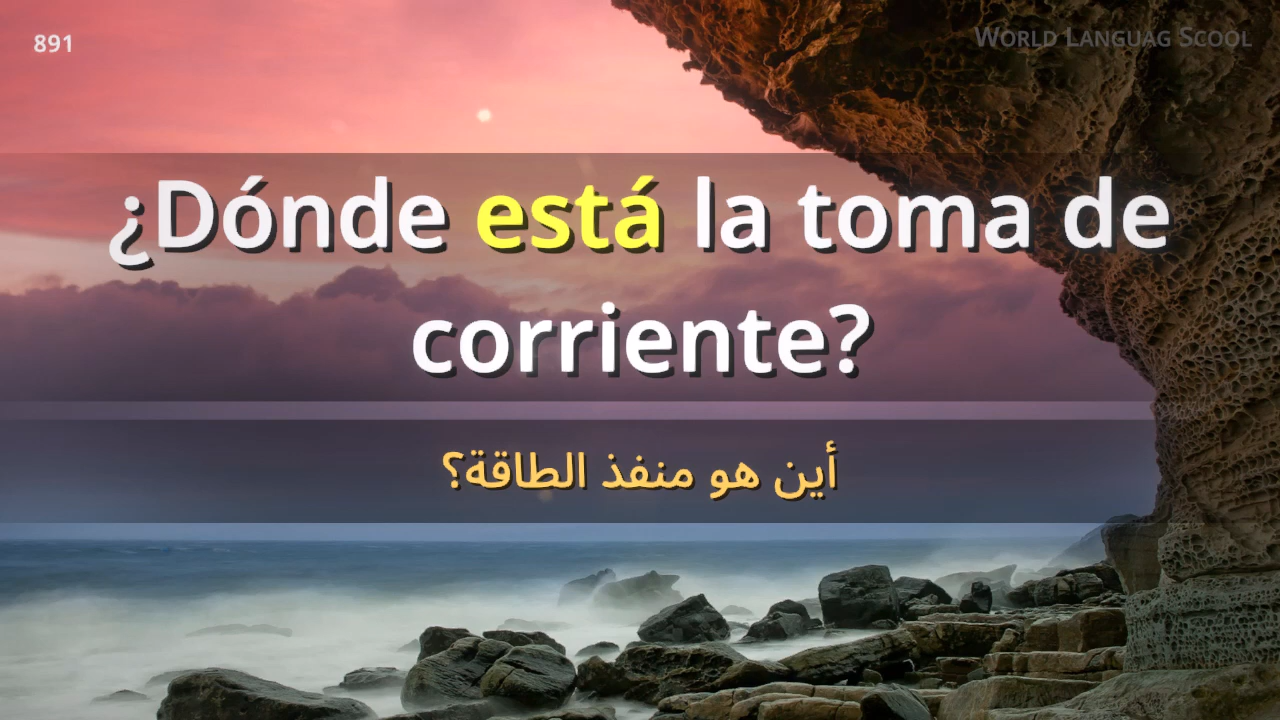 891
World Languag Scool
¿Dónde está la toma de
corriente?
أين هو منفذ الطاقة؟